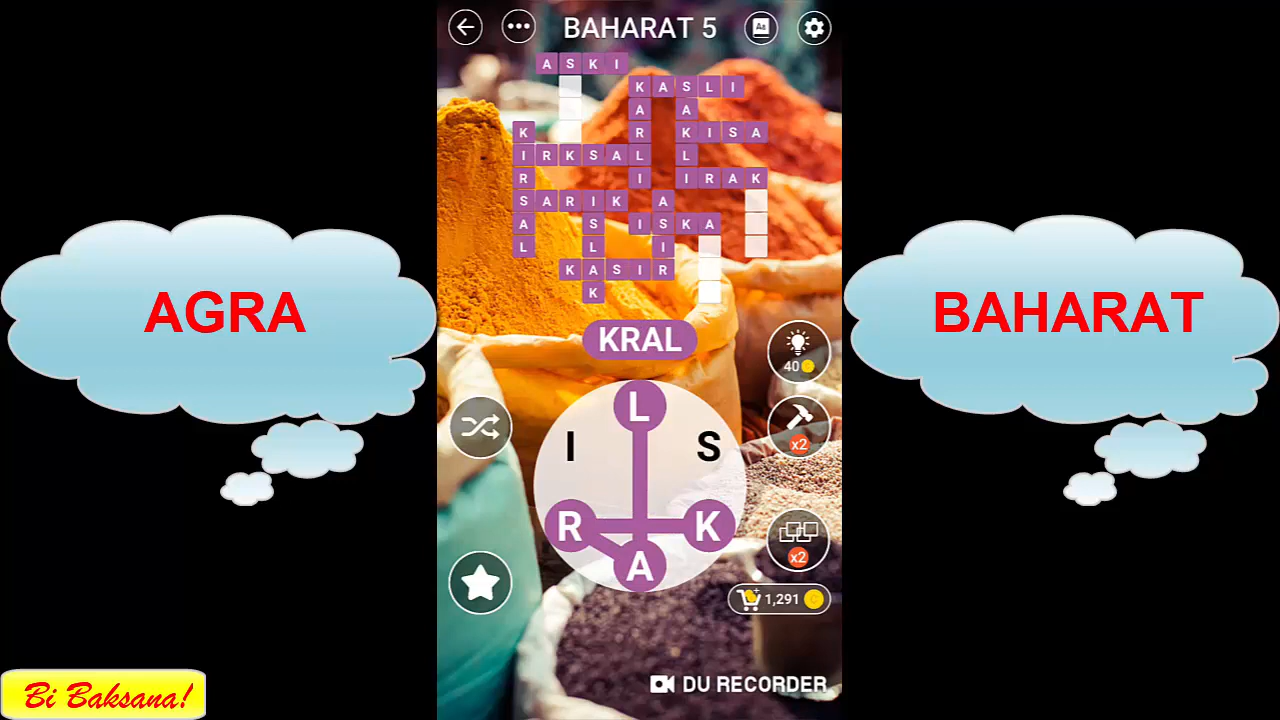 BAHARAT 5
Aa
ASKI
KASLI
A A
K R KISA
IRKSAL L
R I IRAK
SARIK A
A S ISKA
L L I
KASIR
K
AGRA
BAHARAT
KRAL
L
I S
R K
A
40
x2
x2
1,291
Bi Baksana!
DU RECORDER